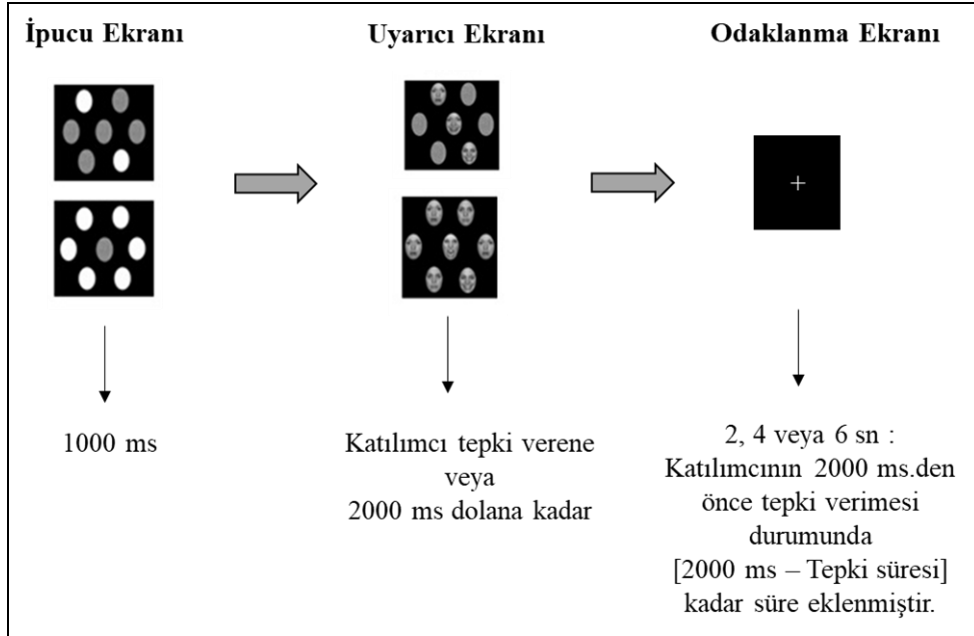 İpucu Ekranı
Uyarıcı Ekranı
Odaklanma Ekranı
1000 ms
Katılımcı tepki verene
veya
2000 ms dolana kadar
2, 4 veya 6 sn :
Katılımcının 2000 ms.den
önce tepki verimesi
durumunda
[2000 ms – Tepki süresi]
kadar süre eklenmiştir.